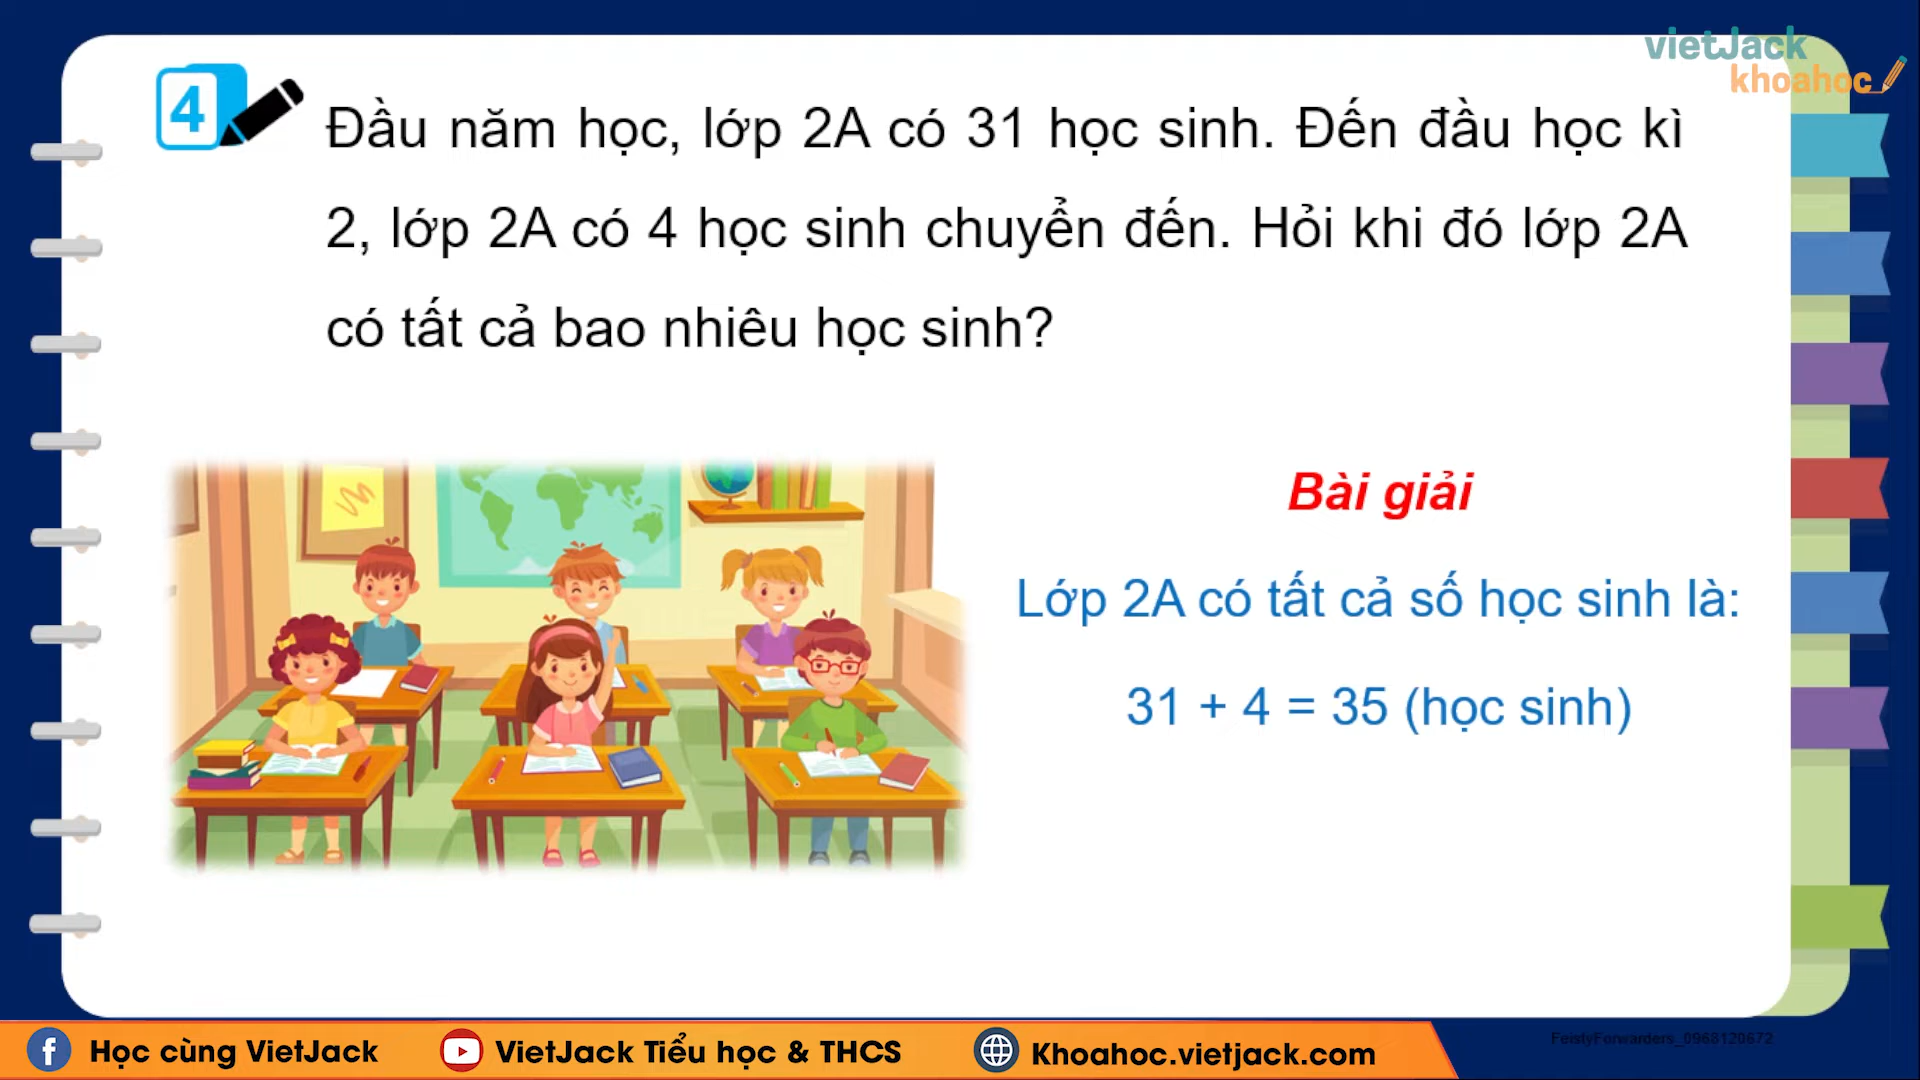 vietJack
khoahoc
4
Đầu năm học, lớp 2A có 31 học sinh. Đến đầu học kì
2, lớp 2A có 4 học sinh chuyển đến. Hỏi khi đó lớp 2A
có tất cả bao nhiêu học sinh?
Bài giải
Lớp 2A có tất cả số học sinh là:
31 + 4 = 35 (học sinh)
Học cùng VietJack
VietJack Tiểu học & THCS
Khoahoc.vietjack.com
FeistyForwarders_0968120672